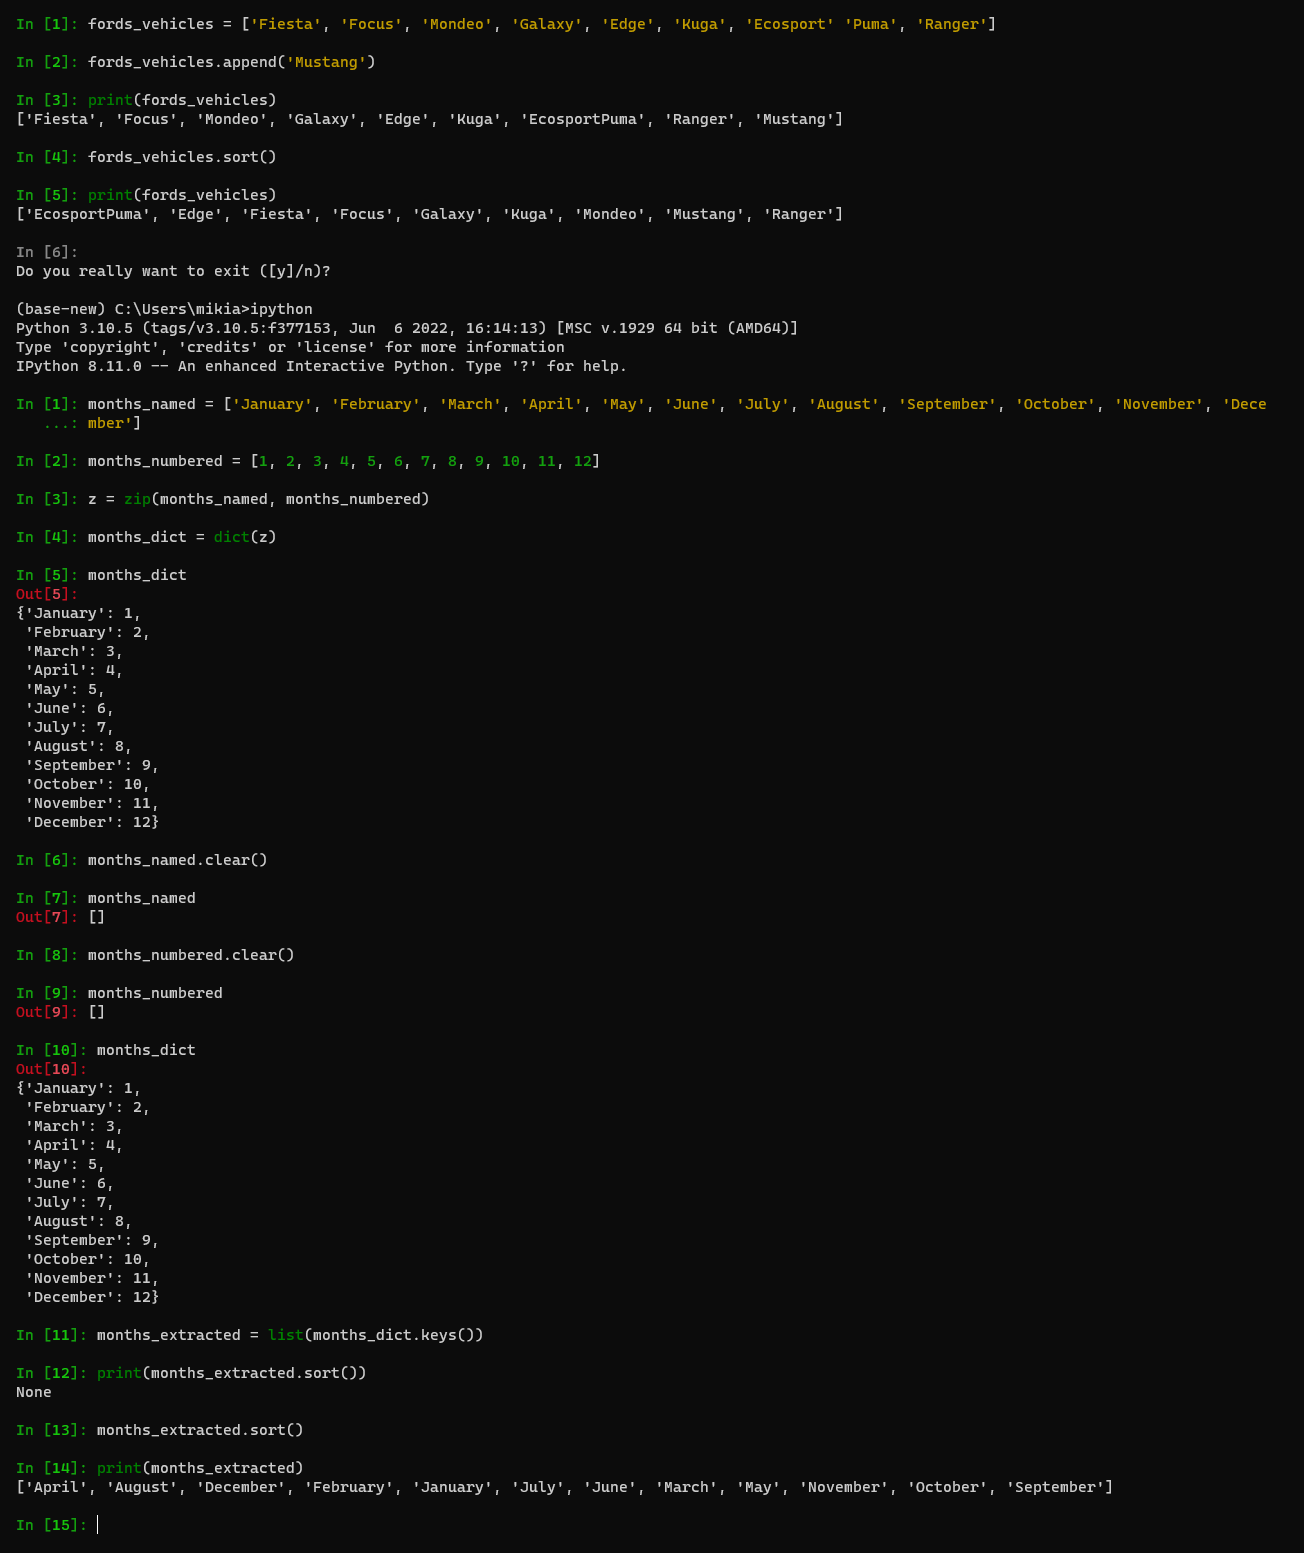 In [1]: fords_vehicles = ['Fiesta', 'Focus', 'Mondeo', 'Galaxy', 'Edge', 'Kuga', 'Ecosport' 'Puma', 'Ranger']
In [2]: fords_vehicles.append('Mustang')
In [3]: print(fords_vehicles)
['Fiesta', 'Focus', 'Mondeo', 'Galaxy', 'Edge', 'Kuga', 'EcosportPuma', 'Ranger', 'Mustang']
In [4]: fords_vehicles.sort()
In [5]: print(fords_vehicles)
['EcosportPuma', 'Edge', 'Fiesta', 'Focus', 'Galaxy', 'Kuga', 'Mondeo', 'Mustang', 'Ranger']
In [6]:
Do you really want to exit ([y]/n)?
(base-new) C:\Users\mikia>ipython
Python 3.10.5 (tags/v3.10.5:f377153, Jun  6 2022, 16:14:13) [MSC v.1929 64 bit (AMD64)]
Type 'copyright', 'credits' or 'license' for more information
IPython 8.11.0 -- An enhanced Interactive Python. Type '?' for help.
In [1]: months_named = ['January', 'February', 'March', 'April', 'May', 'June', 'July', 'August', 'September', 'October', 'November', 'Dece
   ...: mber']
In [2]: months_numbered = [1, 2, 3, 4, 5, 6, 7, 8, 9, 10, 11, 12]
In [3]: z = zip(months_named, months_numbered)
In [4]: months_dict = dict(z)
In [5]: months_dict
Out[5]:
{'January': 1,
 'February': 2,
 'March': 3,
 'April': 4,
 'May': 5,
 'June': 6,
 'July': 7,
 'August': 8,
 'September': 9,
 'October': 10,
 'November': 11,
 'December': 12}
In [6]: months_named.clear()
In [7]: months_named
Out[7]: []
In [8]: months_numbered.clear()
In [9]: months_numbered
Out[9]: []
In [10]: months_dict
Out[10]:
{'January': 1,
 'February': 2,
 'March': 3,
 'April': 4,
 'May': 5,
 'June': 6,
 'July': 7,
 'August': 8,
 'September': 9,
 'October': 10,
 'November': 11,
 'December': 12}
In [11]: months_extracted = list(months_dict.keys())
In [12]: print(months_extracted.sort())
None
In [13]: months_extracted.sort()
In [14]: print(months_extracted)
['April', 'August', 'December', 'February', 'January', 'July', 'June', 'March', 'May', 'November', 'October', 'September']
In [15]: